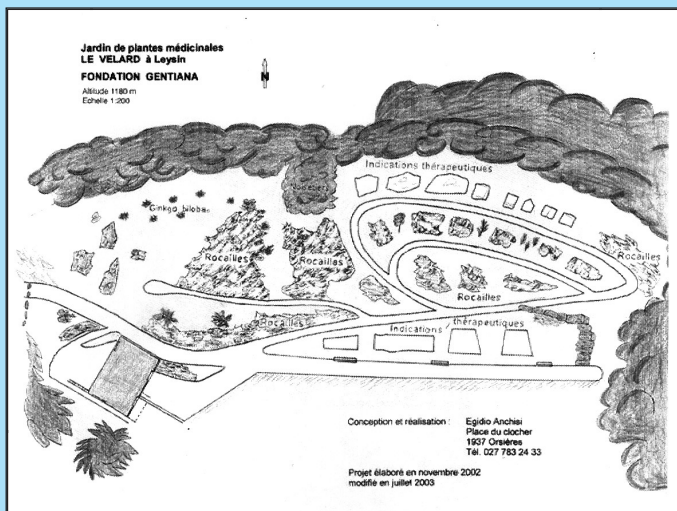 Jardin de plantes médicinales
LE VELARD à Leysin
FONDATION GENTIANA
Altitude 1180 m
Echelle 1:200
N
Indications thérapeutiques
Ginkgo biloba
Rocailles
Rocailles
Rocailles
Rocailles
Rocailles
Indications thérapeutiques
Conception et réalisation :
Egidio Anchisi
Place du clocher
1937 Orsières
Tél. 027 783 24 33
Projet élaboré en novembre 2002
modifié en juillet 2003